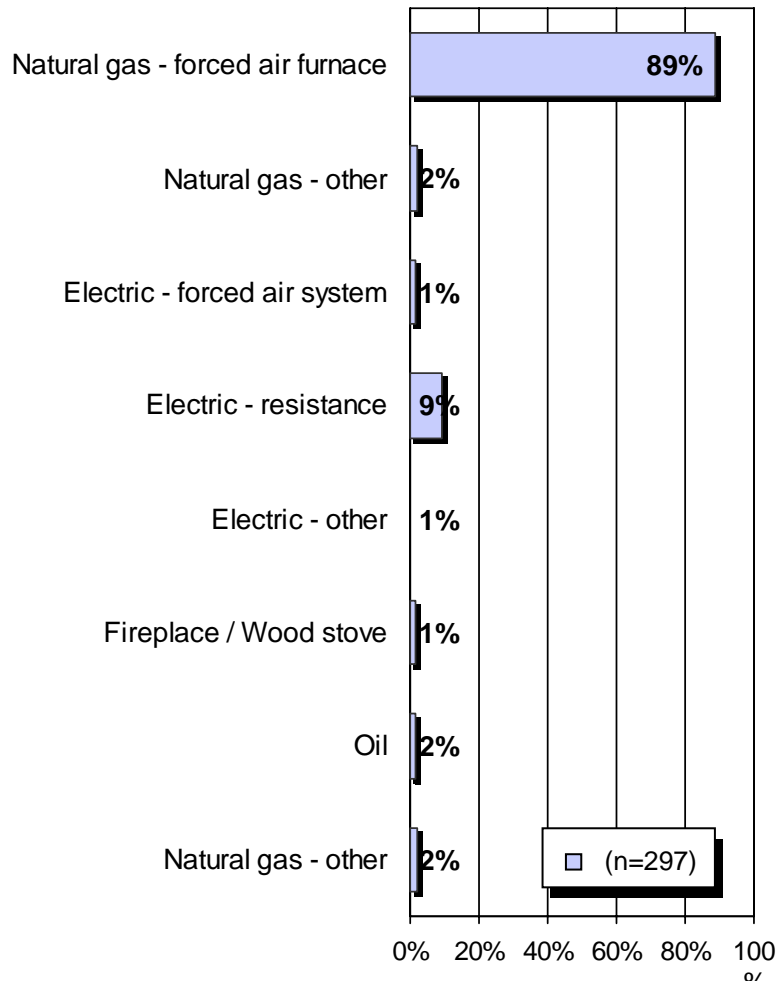 Natural gas - forced air furnace 89%
Natural gas - other 2%
Electric - forced air system 1%
Electric - resistance 9%
Electric - other 1%
Fireplace / Wood stove 1%
Oil 2%
Natural gas - other 2%
(n=297)
0% 20% 40% 60% 80% 100
%